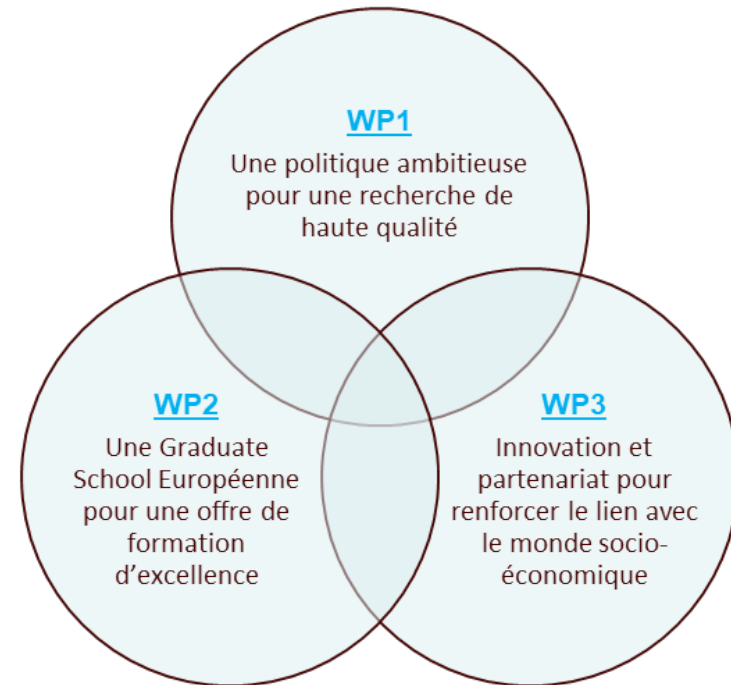 WP1
Une politique ambitieuse
pour une recherche de
haute qualité
WP2
Une Graduate
School Européenne
pour une offre de
formation
d’excellence
WP3
Innovation et
partenariat pour
renforcer le lien avec
le monde socio-
économique